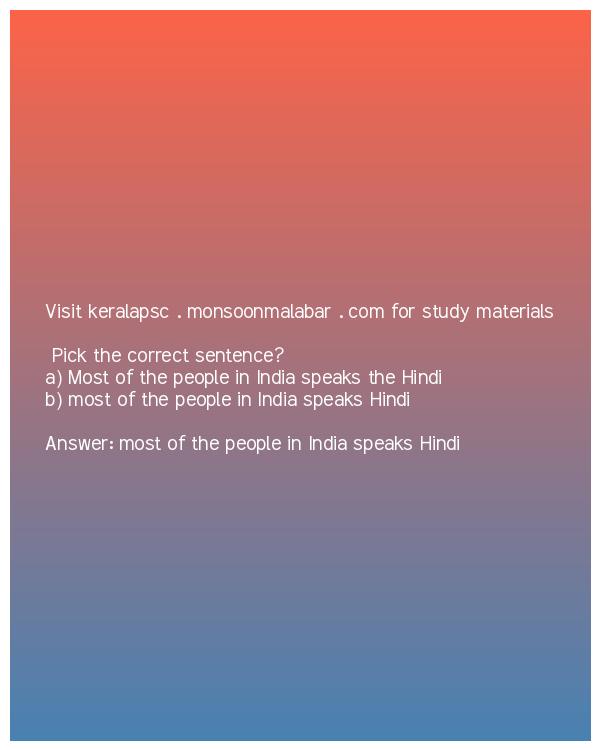 Visit keralapsc . monsoonmalabar . com for study materials
Pick the correct sentence?
a) Most of the people in India speaks the Hindi
b) most of the people in India speaks Hindi
Answer: most of the people in India speaks Hindi